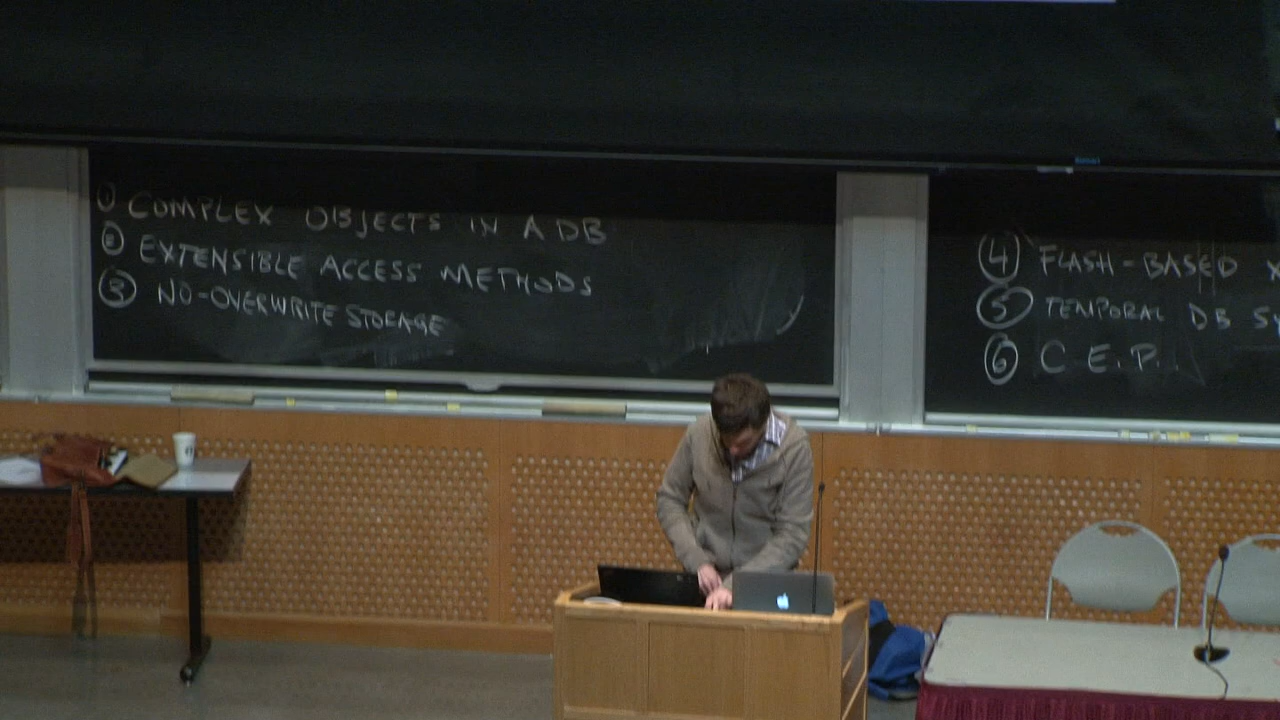 ① COMPLEX OBJECTS IN A DB
② EXTENSIBLE ACCESS METHODS
③ NO-OVERWRITE STORAGE
④ FLASH-BASED
⑤ TEMPORAL DB
⑥ C.E.P.